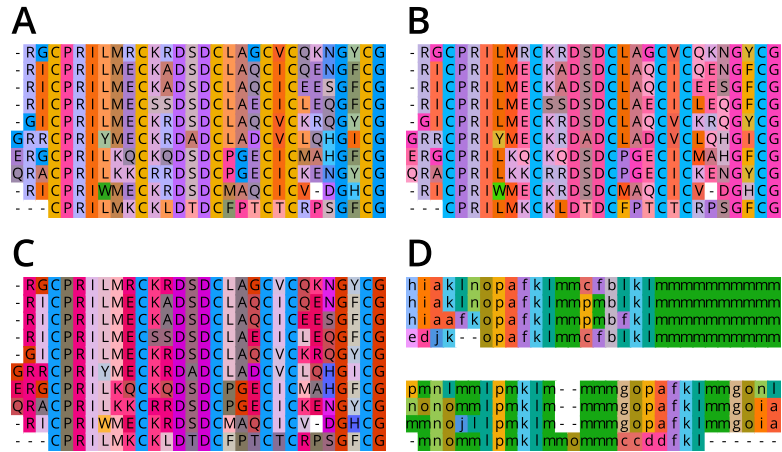 A
-RGCPRILMRCKRDSDCLAGCVCQKNGYCG
-RICPRILMECKADSDCLAQCICQENGFCG
-RICPRILMECKADSDCLAQCICEESGFCG
-RICPRILMECSSDSDCLAECICLEQGFCG
-GICPRILMECKRDSDCLAQCVCKRQGYCG
GRRCPRIYMECKRDADCLADCVCLQHGICG
ERGCPRILKQCKQDSDCPGECICMAHGFCG
QRACPRILKKCRRDSDCPGECICKENGYCG
-RICPRIWMECKRDSDCMAQCICV-DGHCG
---CPRILMKCKLDTDCFPTCTCRPSGFCG
B
-RGCPRILMRCKRDSDCLAGCVCQKNGYCG
-RICPRILMECKADSDCLAQCICQENGFCG
-RICPRILMECKADSDCLAQCICEESGFCG
-RICPRILMECSSDSDCLAECICLEQGFCG
-GICPRILMECKRDSDCLAQCVCKRQGYCG
GRRCPRIYMECKRDADCLADCVCLQHGICG
ERGCPRILKQCKQDSDCPGECICMAHGFCG
QRACPRILKKCRRDSDCPGECICKENGYCG
-RICPRIWMECKRDSDCMAQCICV-DGHCG
---CPRILMKCKLDTDCFPTCTCRPSGFCG
C
-RGCPRILMRCKRDSDCLAGCVCQKNGYCG
-RICPRILMECKADSDCLAQCICQENGFCG
-RICPRILMECKADSDCLAQCICEESGFCG
-RICPRILMECSSDSDCLAECICLEQGFCG
-GICPRILMECKRDSDCLAQCVCKRQGYCG
GRRCPRIYMECKRDADCLADCVCLQHGICG
ERGCPRILKQCKQDSDCPGECICMAHGFCG
QRACPRILKKCRRDSDCPGECICKENGYCG
-RICPRIWMECKRDSDCMAQCICV-DGHCG
---CPRILMKCKLDTDCFPTCTCRPSGFCG
D
hiaklnopafklmmcfblklmmmmmmmmmm
hiaklnopafklmmpmblklmmmmmmmmmm
hiaafkopafklmmpmbfklmmmmmmmmmm
edjk--opafklmmcfblklmmmmmmmmmm
pmnlmmlpmklm--mmmgopafklmmgonl
nonommlpmklm--mmmgopafklmmgoia
mmnojllpmklm--mmmgopafklmmgoia
-mnommlpmklmmommmccddfkl------